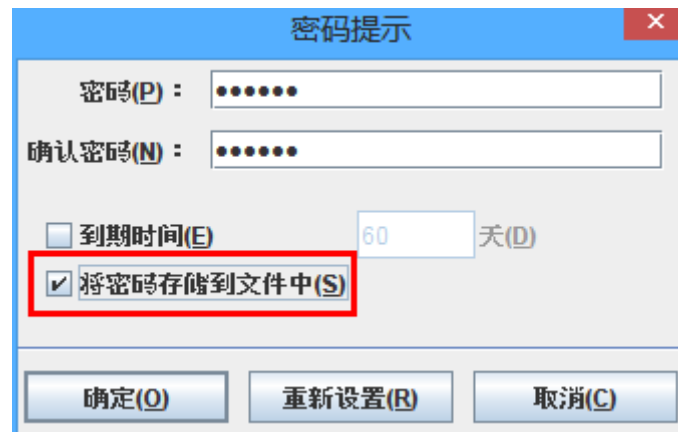 密码提示
密码(P)： ••••••
确认密码(N)： ••••••
到期时间(E) 60 天(D)
将密码存储到文件中(S)
确定(O) 重新设置(R) 取消(C)